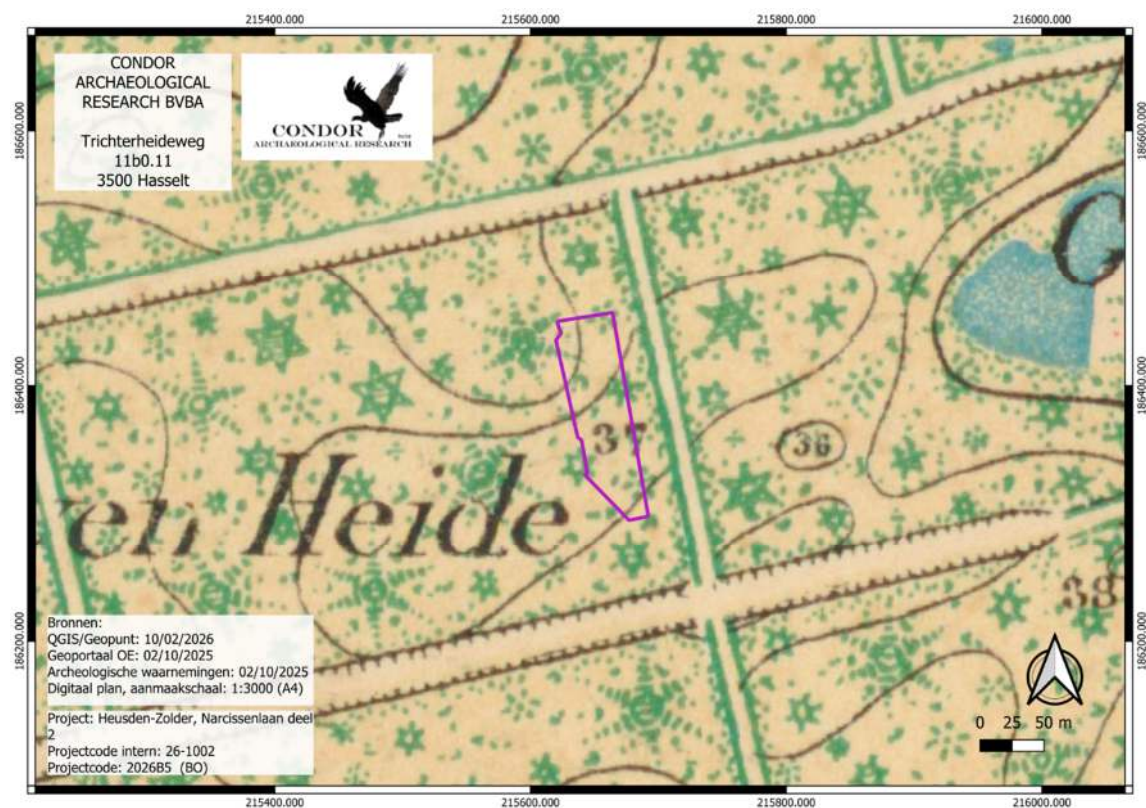 215400.000 215600.000 215800.000 216000.000
CONDOR
ARCHAEOLOGICAL
RESEARCH BVBA
Trichterheideweg
11b0.11
3500 Hasselt
CONDOR
ARCHAEOLOGICAL RESEARCH
186600.000
186600.000
186400.000
186400.000
G
37
36
ven Heide
38
186200.000
186200.000
Bronnen:
QGIS/Geopunt: 10/02/2026
Geoportaal OE: 02/10/2025
Archeologische waarnemingen: 02/10/2025
Digitaal plan, aanmaakschaal: 1:3000 (A4)
Project: Heusden-Zolder, Narcissenlaan deel
2
Projectcode intern: 26-1002
Projectcode: 2026B5 (BO)
0 25 50 m
215400.000 215600.000 215800.000 216000.000